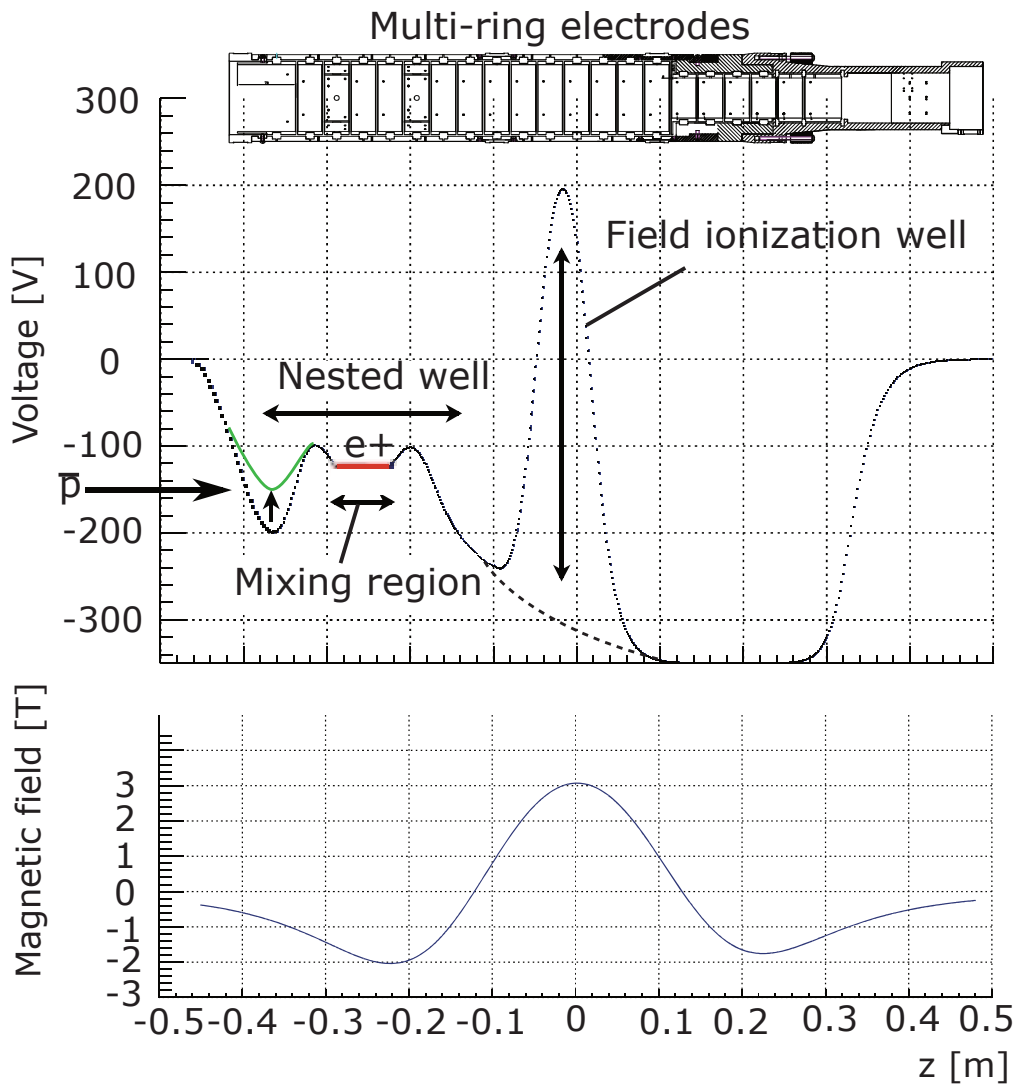 Multi-ring electrodes
300
200
Field ionization well
100
Voltage [V]
0
Nested well
-100
e+
p̅
-200
Mixing region
-300
Magnetic field [T]
3
2
1
0
-1
-2
-3
-0.5 -0.4 -0.3 -0.2 -0.1 0 0.1 0.2 0.3 0.4 0.5
z [m]